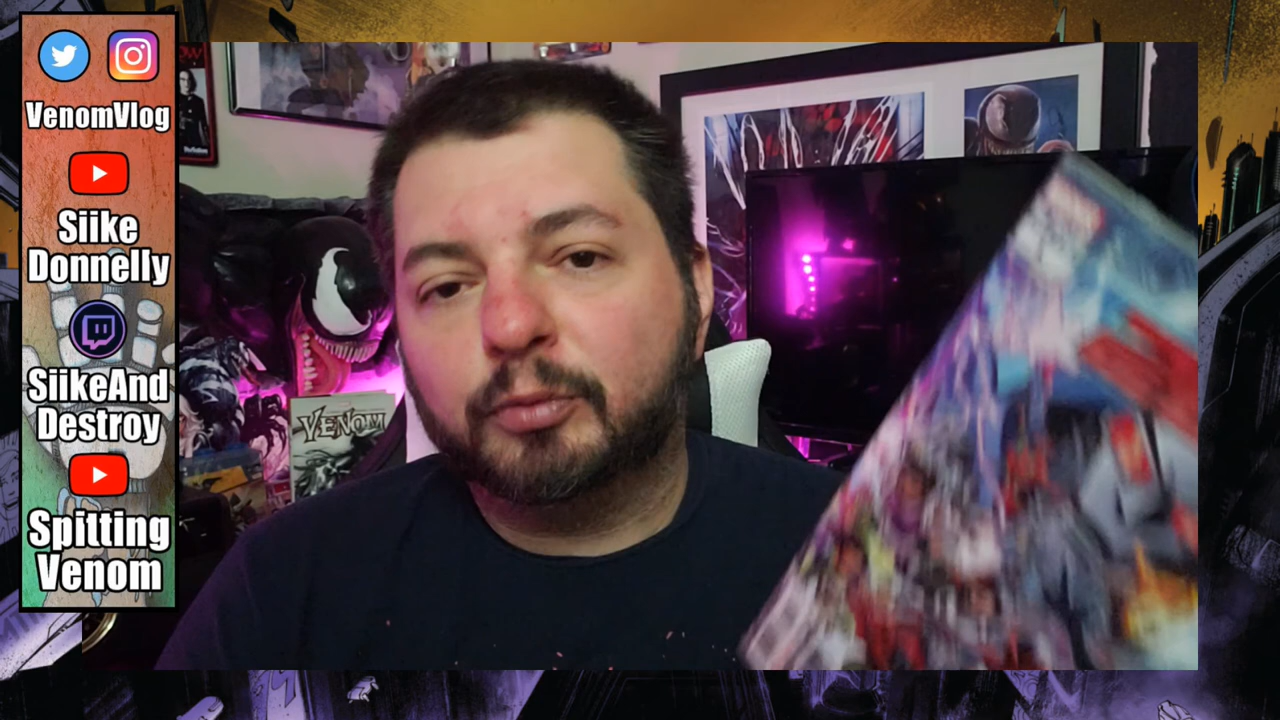 VenomVlog
Siike
Donnelly
SiikeAnd
Destroy
Spitting
Venom
VENOM